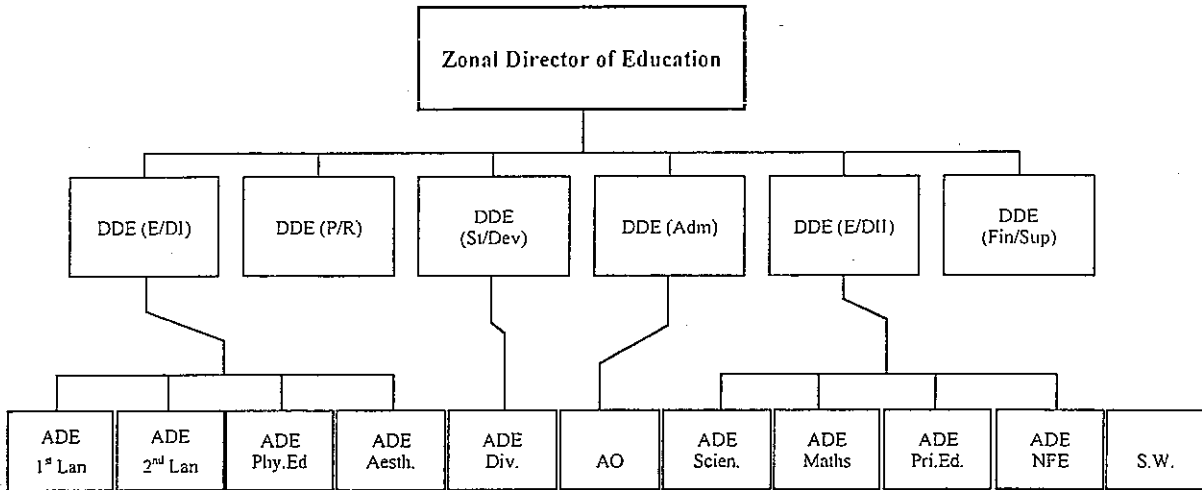 Zonal Director of Education
DDE (E/DI)
DDE (P/R)
DDE
(St/Dev)
DDE (Adm)
DDE (E/DII)
DDE
(Fin/Sup)
ADE
1st Lan
ADE
2nd Lan
ADE
Phy.Ed
ADE
Aesth.
ADE
Div.
AO
ADE
Scien.
ADE
Maths
ADE
Pri.Ed.
ADE
NFE
S.W.